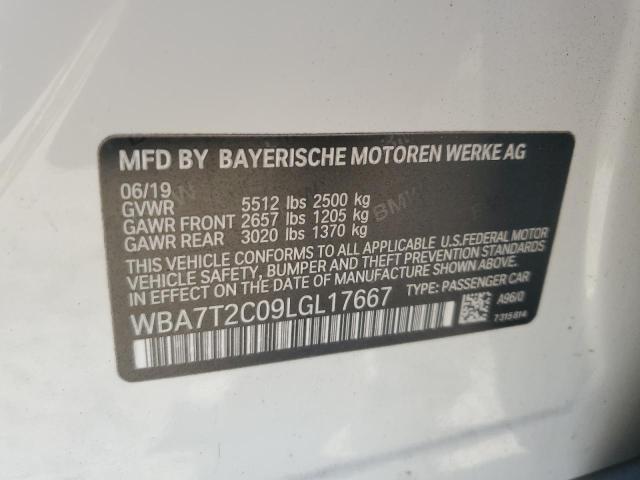 MFD BY BAYERISCHE MOTOREN WERKE AG
06/19
GVWR 5512 lbs 2500 kg
GAWR FRONT 2657 lbs 1205 kg
GAWR REAR 3020 lbs 1370 kg
THIS VEHICLE CONFORMS TO ALL APPLICABLE U.S.FEDERAL MOTOR
VEHICLE SAFETY, BUMPER, AND THEFT PREVENTION STANDARDS
IN EFFECT ON THE DATE OF MANUFACTURE SHOWN ABOVE.
WBA7T2C09LGL17667 TYPE: PASSENGER CAR
A96/0
7315814